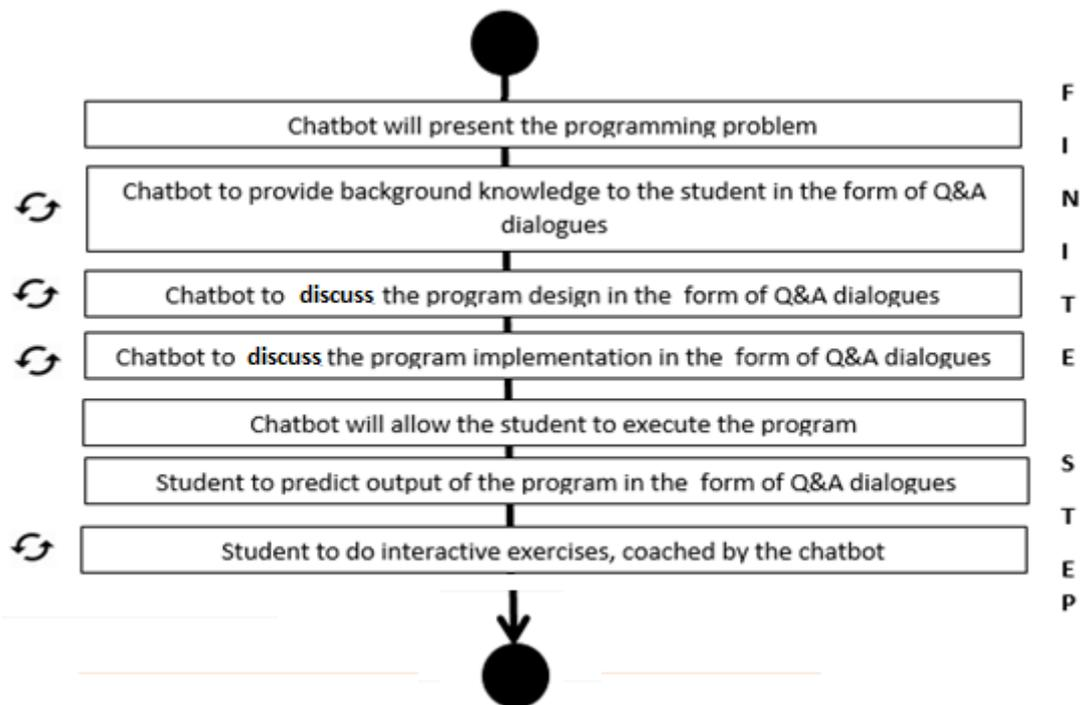 Chatbot will present the programming problem
Chatbot to provide background knowledge to the student in the form of Q&A
dialogues
Chatbot to discuss the program design in the form of Q&A dialogues
Chatbot to discuss the program implementation in the form of Q&A dialogues
Chatbot will allow the student to execute the program
Student to predict output of the program in the form of Q&A dialogues
Student to do interactive exercises, coached by the chatbot
F
I
N
I
T
E
S
T
E
P